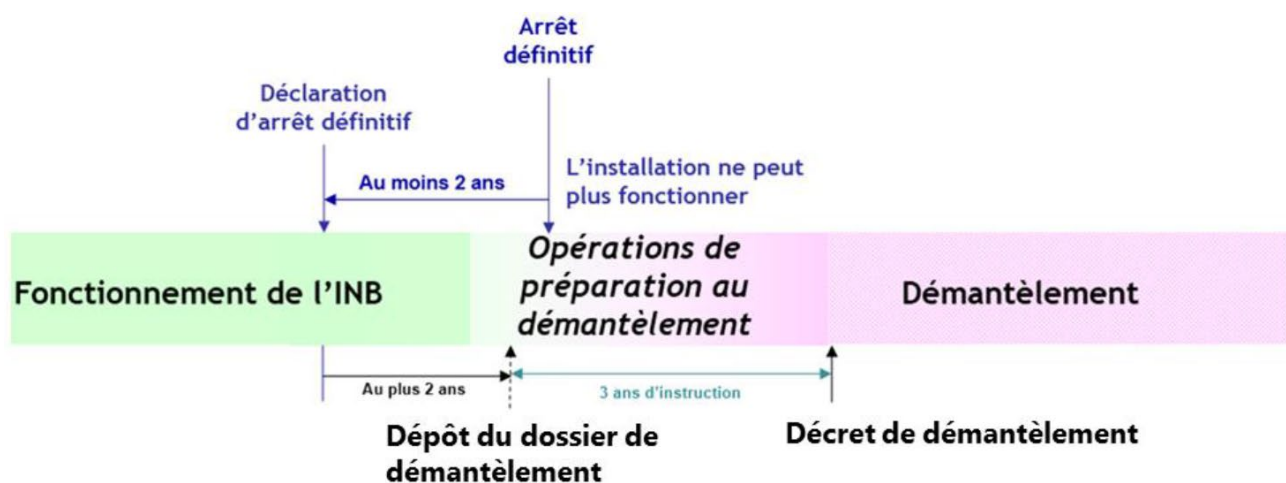 Arrêt
définitif
Déclaration
d’arrêt définitif
Au moins 2 ans
L’installation ne peut
plus fonctionner
Fonctionnement de l’INB
Opérations de
préparation au
démantèlement
Démantèlement
Au plus 2 ans
3 ans d’instruction
Dépôt du dossier de
démantèlement
Décret de démantèlement